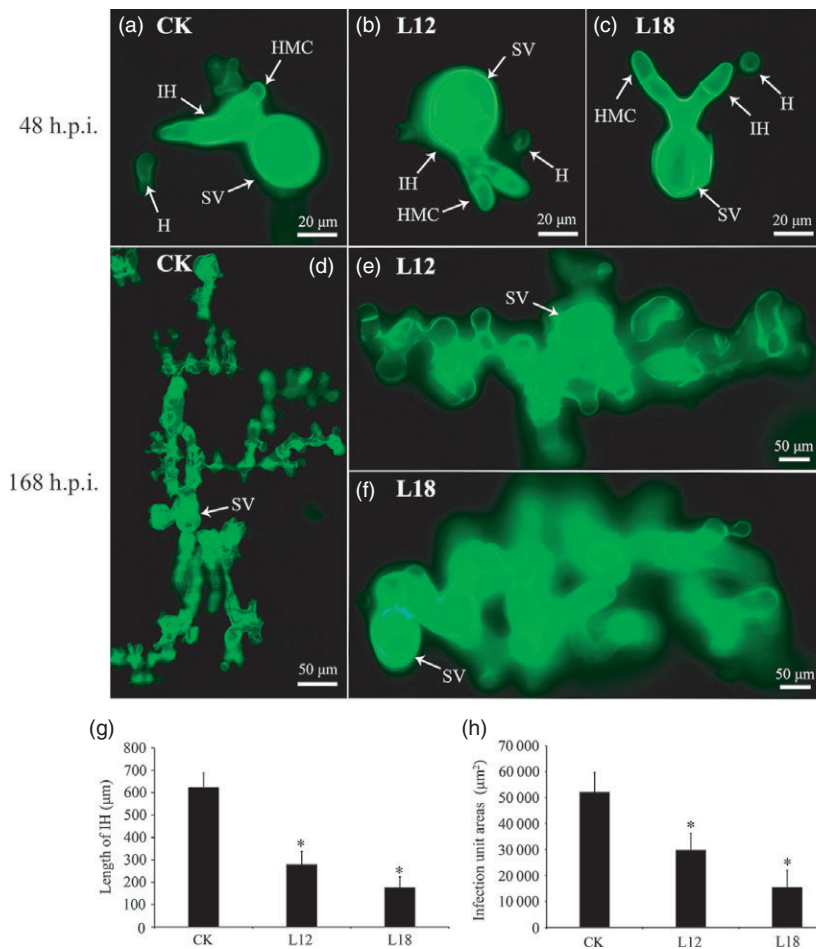 (a) CK
HMC
IH
SV
H
20 µm
(b) L12
SV
IH
H
HMC
20 µm
(c) L18
HMC
H
IH
SV
20 µm
48 h.p.i.
CK (d)
SV
50 µm
(e) L12
SV
50 µm
(f) L18
SV
50 µm
168 h.p.i.
(g)
Length of IH (µm)
800
700
600
500
400
300
200
100
0
*
*
CK L12 L18
(h)
Infection unit areas (µm²)
70 000
60 000
50 000
40 000
30 000
20 000
10 000
0
*
*
CK L12 L18